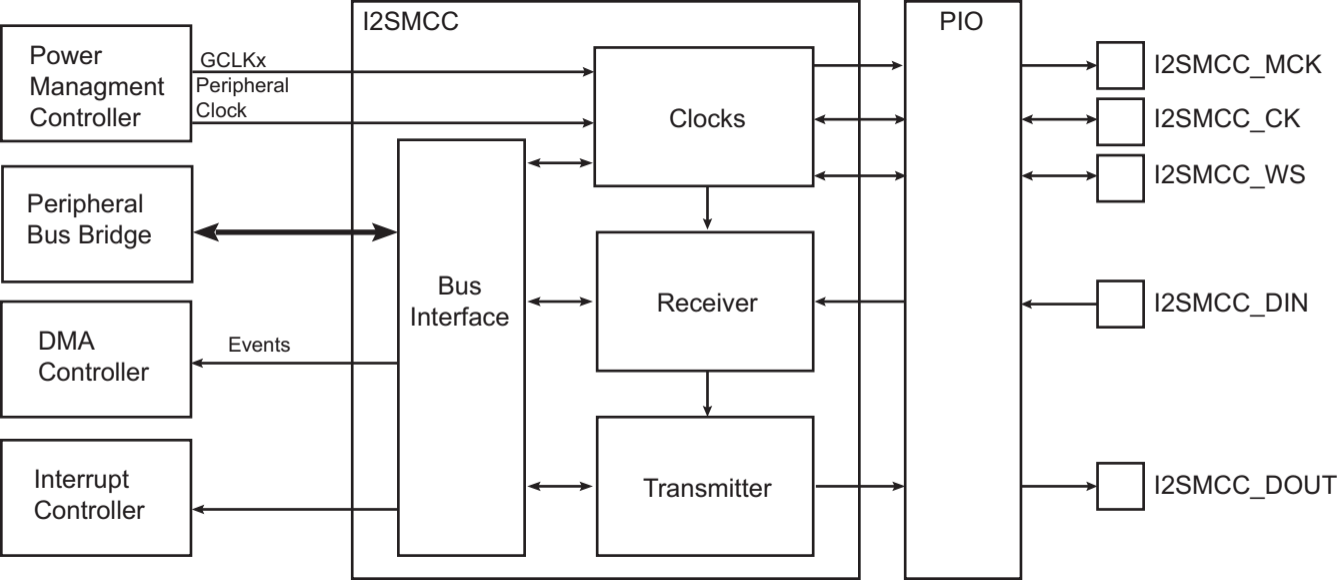 I2SMCC
PIO
Power
Managment
Controller
GCLKx
Peripheral
Clock
Clocks
I2SMCC_MCK
I2SMCC_CK
I2SMCC_WS
Peripheral
Bus Bridge
Bus
Interface
Receiver
I2SMCC_DIN
DMA
Controller
Events
Interrupt
Controller
Transmitter
I2SMCC_DOUT